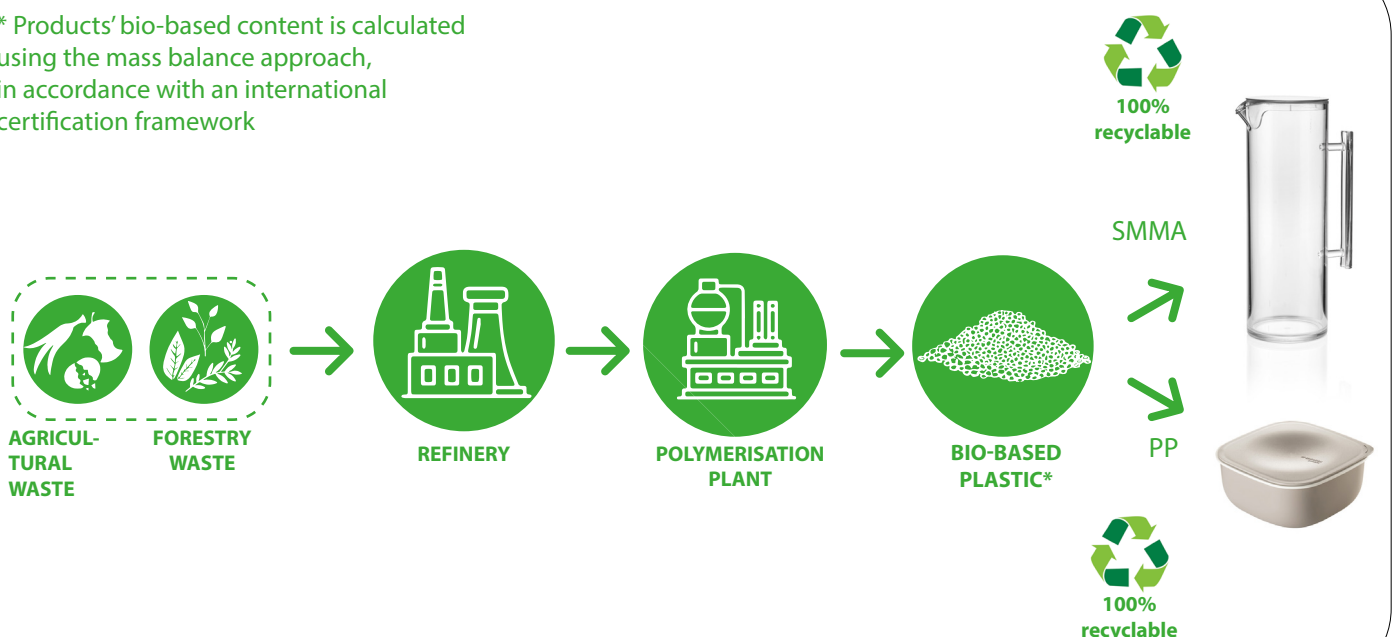 * Products' bio-based content is calculated
using the mass balance approach,
in accordance with an international
certification framework
100%
recyclable
SMMA
AGRICUL-
TURAL
WASTE
FORESTRY
WASTE
REFINERY
POLYMERISATION
PLANT
BIO-BASED
PLASTIC*
PP
100%
recyclable